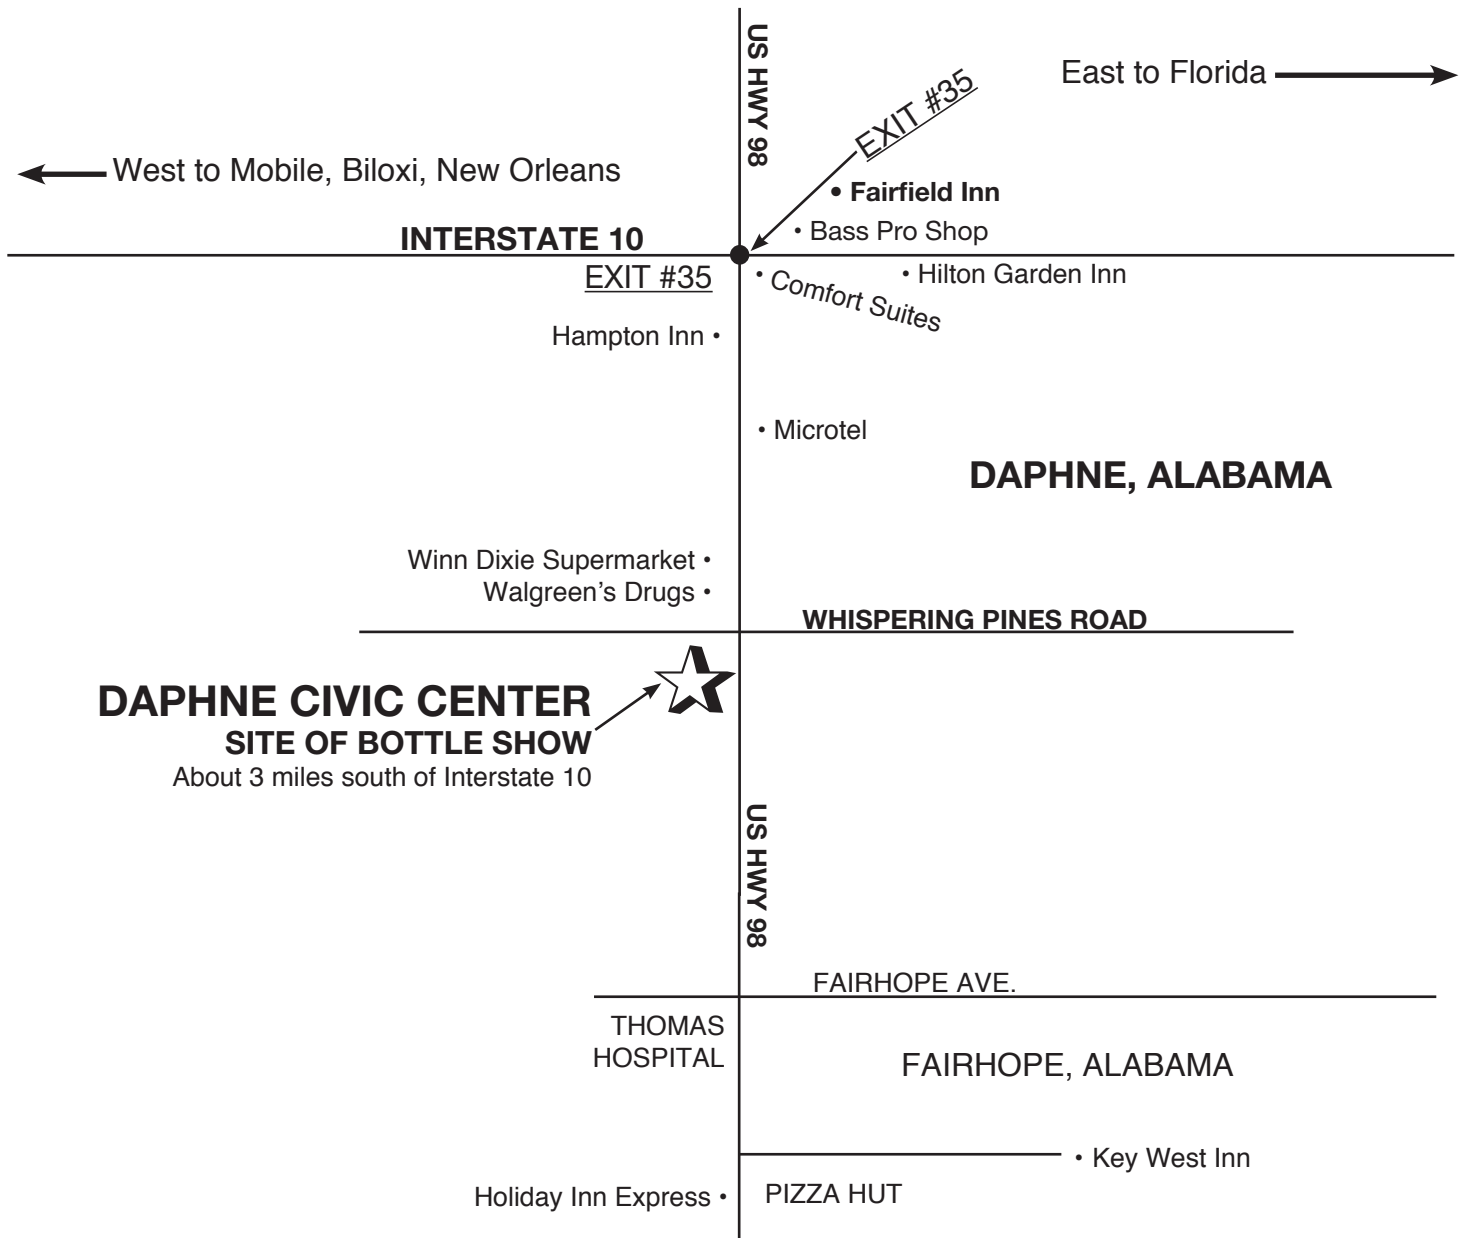 US HWY 98
East to Florida
EXIT #35
West to Mobile, Biloxi, New Orleans
• Fairfield Inn
• Bass Pro Shop
INTERSTATE 10
EXIT #35
• Comfort Suites
• Hilton Garden Inn
Hampton Inn •
• Microtel
DAPHNE, ALABAMA
Winn Dixie Supermarket •
Walgreen’s Drugs •
WHISPERING PINES ROAD
DAPHNE CIVIC CENTER
SITE OF BOTTLE SHOW
About 3 miles south of Interstate 10
US HWY 98
FAIRHOPE AVE.
THOMAS
HOSPITAL
FAIRHOPE, ALABAMA
• Key West Inn
Holiday Inn Express •
PIZZA HUT